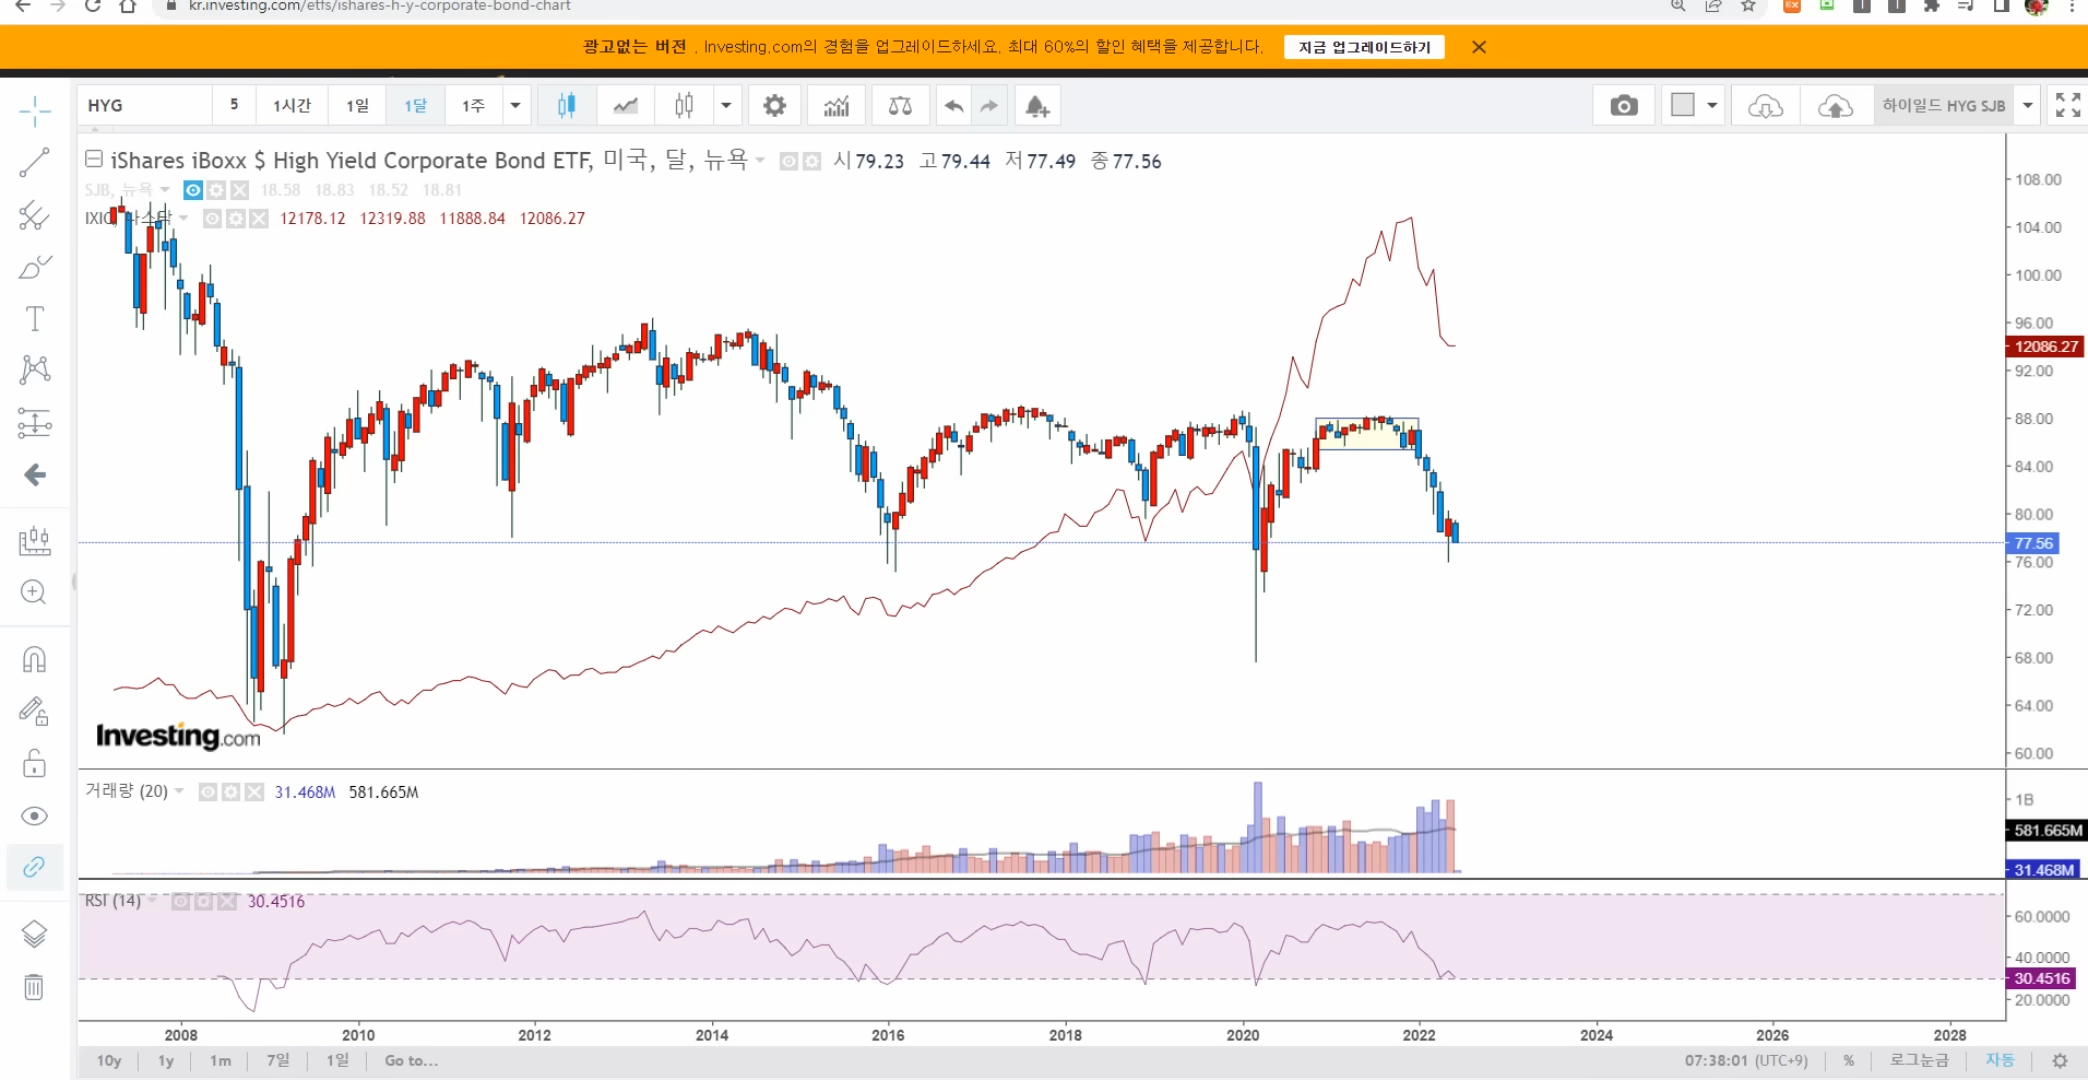 kr.investing.com/etfs/ishares-h-y-corporate-bond-chart
광고없는 버전 . Investing.com의 경험을 업그레이드하세요. 최대 60%의 할인 혜택을 제공합니다. 지금 업그레이드하기
HYG 5 1시간 1일 1달 1주 하이일드 HYG SJB
iShares iBoxx $ High Yield Corporate Bond ETF, 미국, 달, 뉴욕 시79.23 고79.44 저77.49 종77.56
SJB, 뉴욕 18.58 18.83 18.52 18.81
12178.12 12319.88 11888.84 12086.27
108.00
104.00
100.00
96.00
12086.27
92.00
88.00
84.00
80.00
77.56
76.00
72.00
68.00
64.00
60.00
Investing.com
거래량 (20) 31.468M 581.665M
1B
581.665M
31.468M
RSI (14) 30.4516
60.0000
40.0000
30.4516
20.0000
2008 2010 2012 2014 2016 2018 2020 2022 2024 2026 2028
10y 1y 1m 7일 1일 Go to... 07:38:01 (UTC+9) % 로그눈금 자동